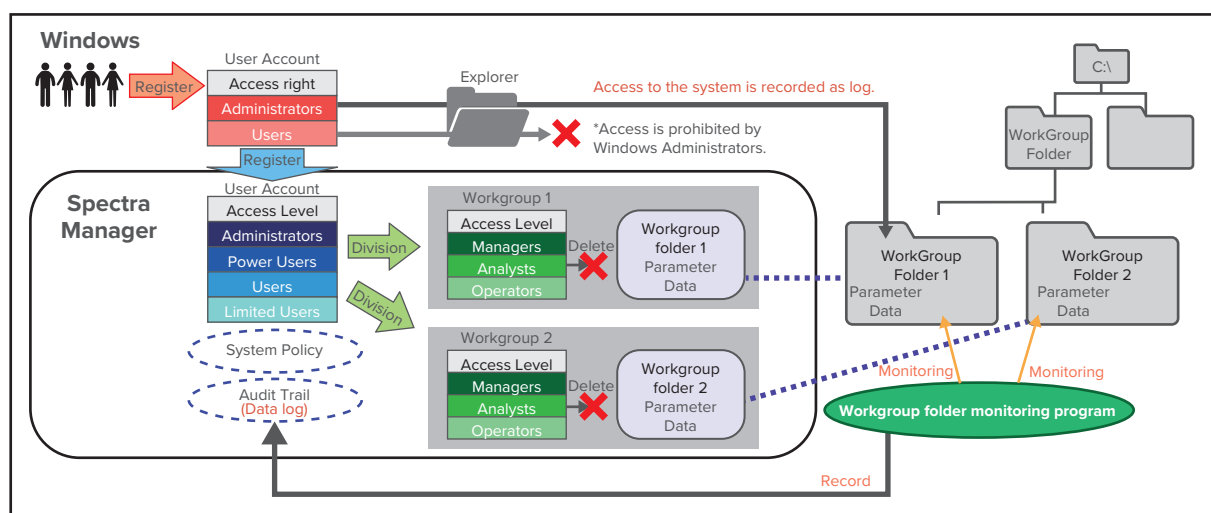 Windows
Register
User Account
Access right
Administrators
Users
Explorer
Access to the system is recorded as log.
*Access is prohibited by
Windows Administrators.
C:\
WorkGroup
Folder
Register
Spectra
Manager
User Account
Access Level
Administrators
Power Users
Users
Limited Users
Division
Division
System Policy
Audit Trail
(Data log)
Workgroup 1
Access Level
Managers
Analysts
Operators
Delete
Workgroup
folder 1
Parameter
Data
Workgroup 2
Access Level
Managers
Analysts
Operators
Delete
Workgroup
folder 2
Parameter
Data
WorkGroup
Folder 1
Parameter
Data
WorkGroup
Folder 2
Parameter
Data
Monitoring
Monitoring
Workgroup folder monitoring program
Record